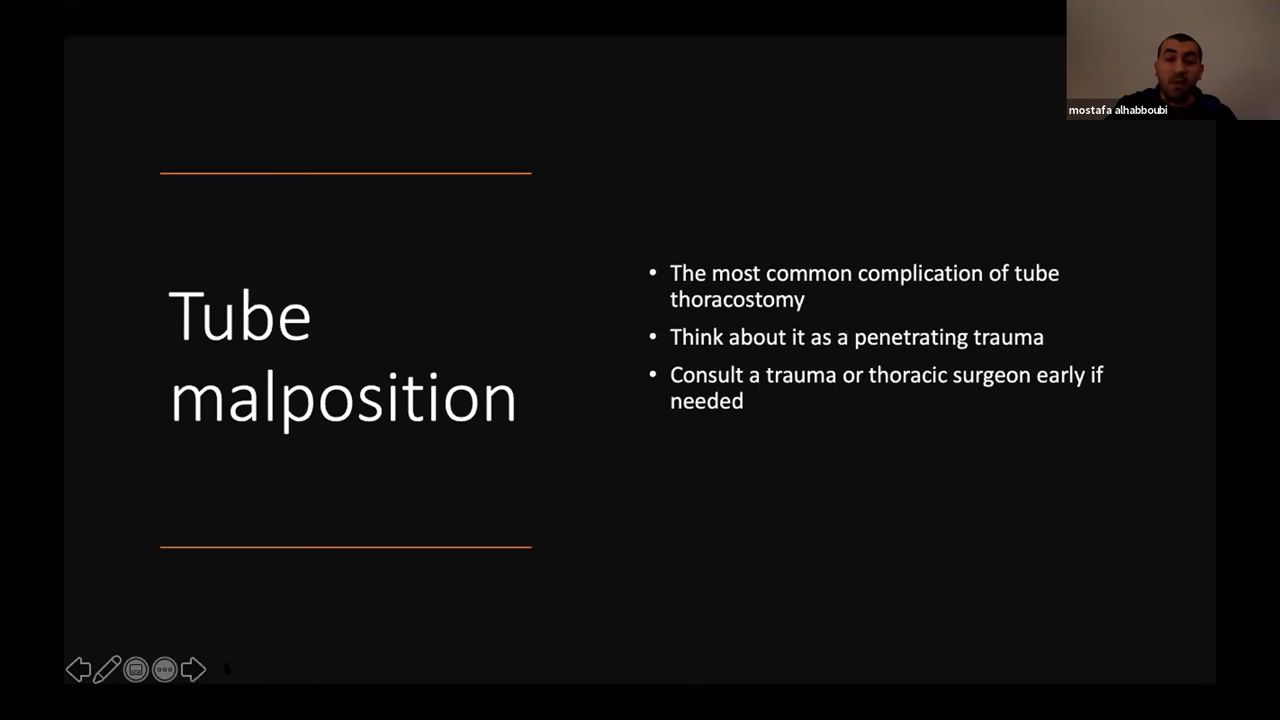 mostafa alhabboubi
Tube
malposition
• The most common complication of tube
thoracostomy
• Think about it as a penetrating trauma
• Consult a trauma or thoracic surgeon early if
needed